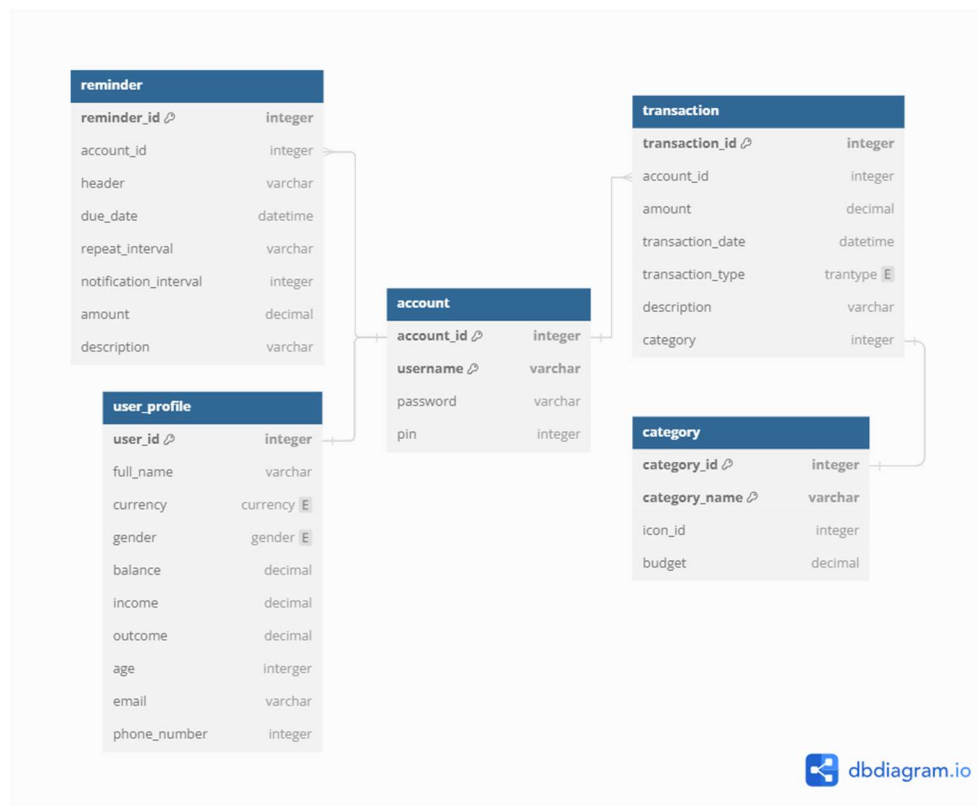 reminder
reminder_id integer
account_id integer
header varchar
due_date datetime
repeat_interval varchar
notification_interval integer
amount decimal
description varchar
user_profile
user_id integer
full_name varchar
currency currency E
gender gender E
balance decimal
income decimal
outcome decimal
age interger
email varchar
phone_number integer
account
account_id integer
username varchar
password varchar
pin integer
transaction
transaction_id integer
account_id integer
amount decimal
transaction_date datetime
transaction_type trantype E
description varchar
category integer
category
category_id integer
category_name varchar
icon_id integer
budget decimal
dbdiagram.io